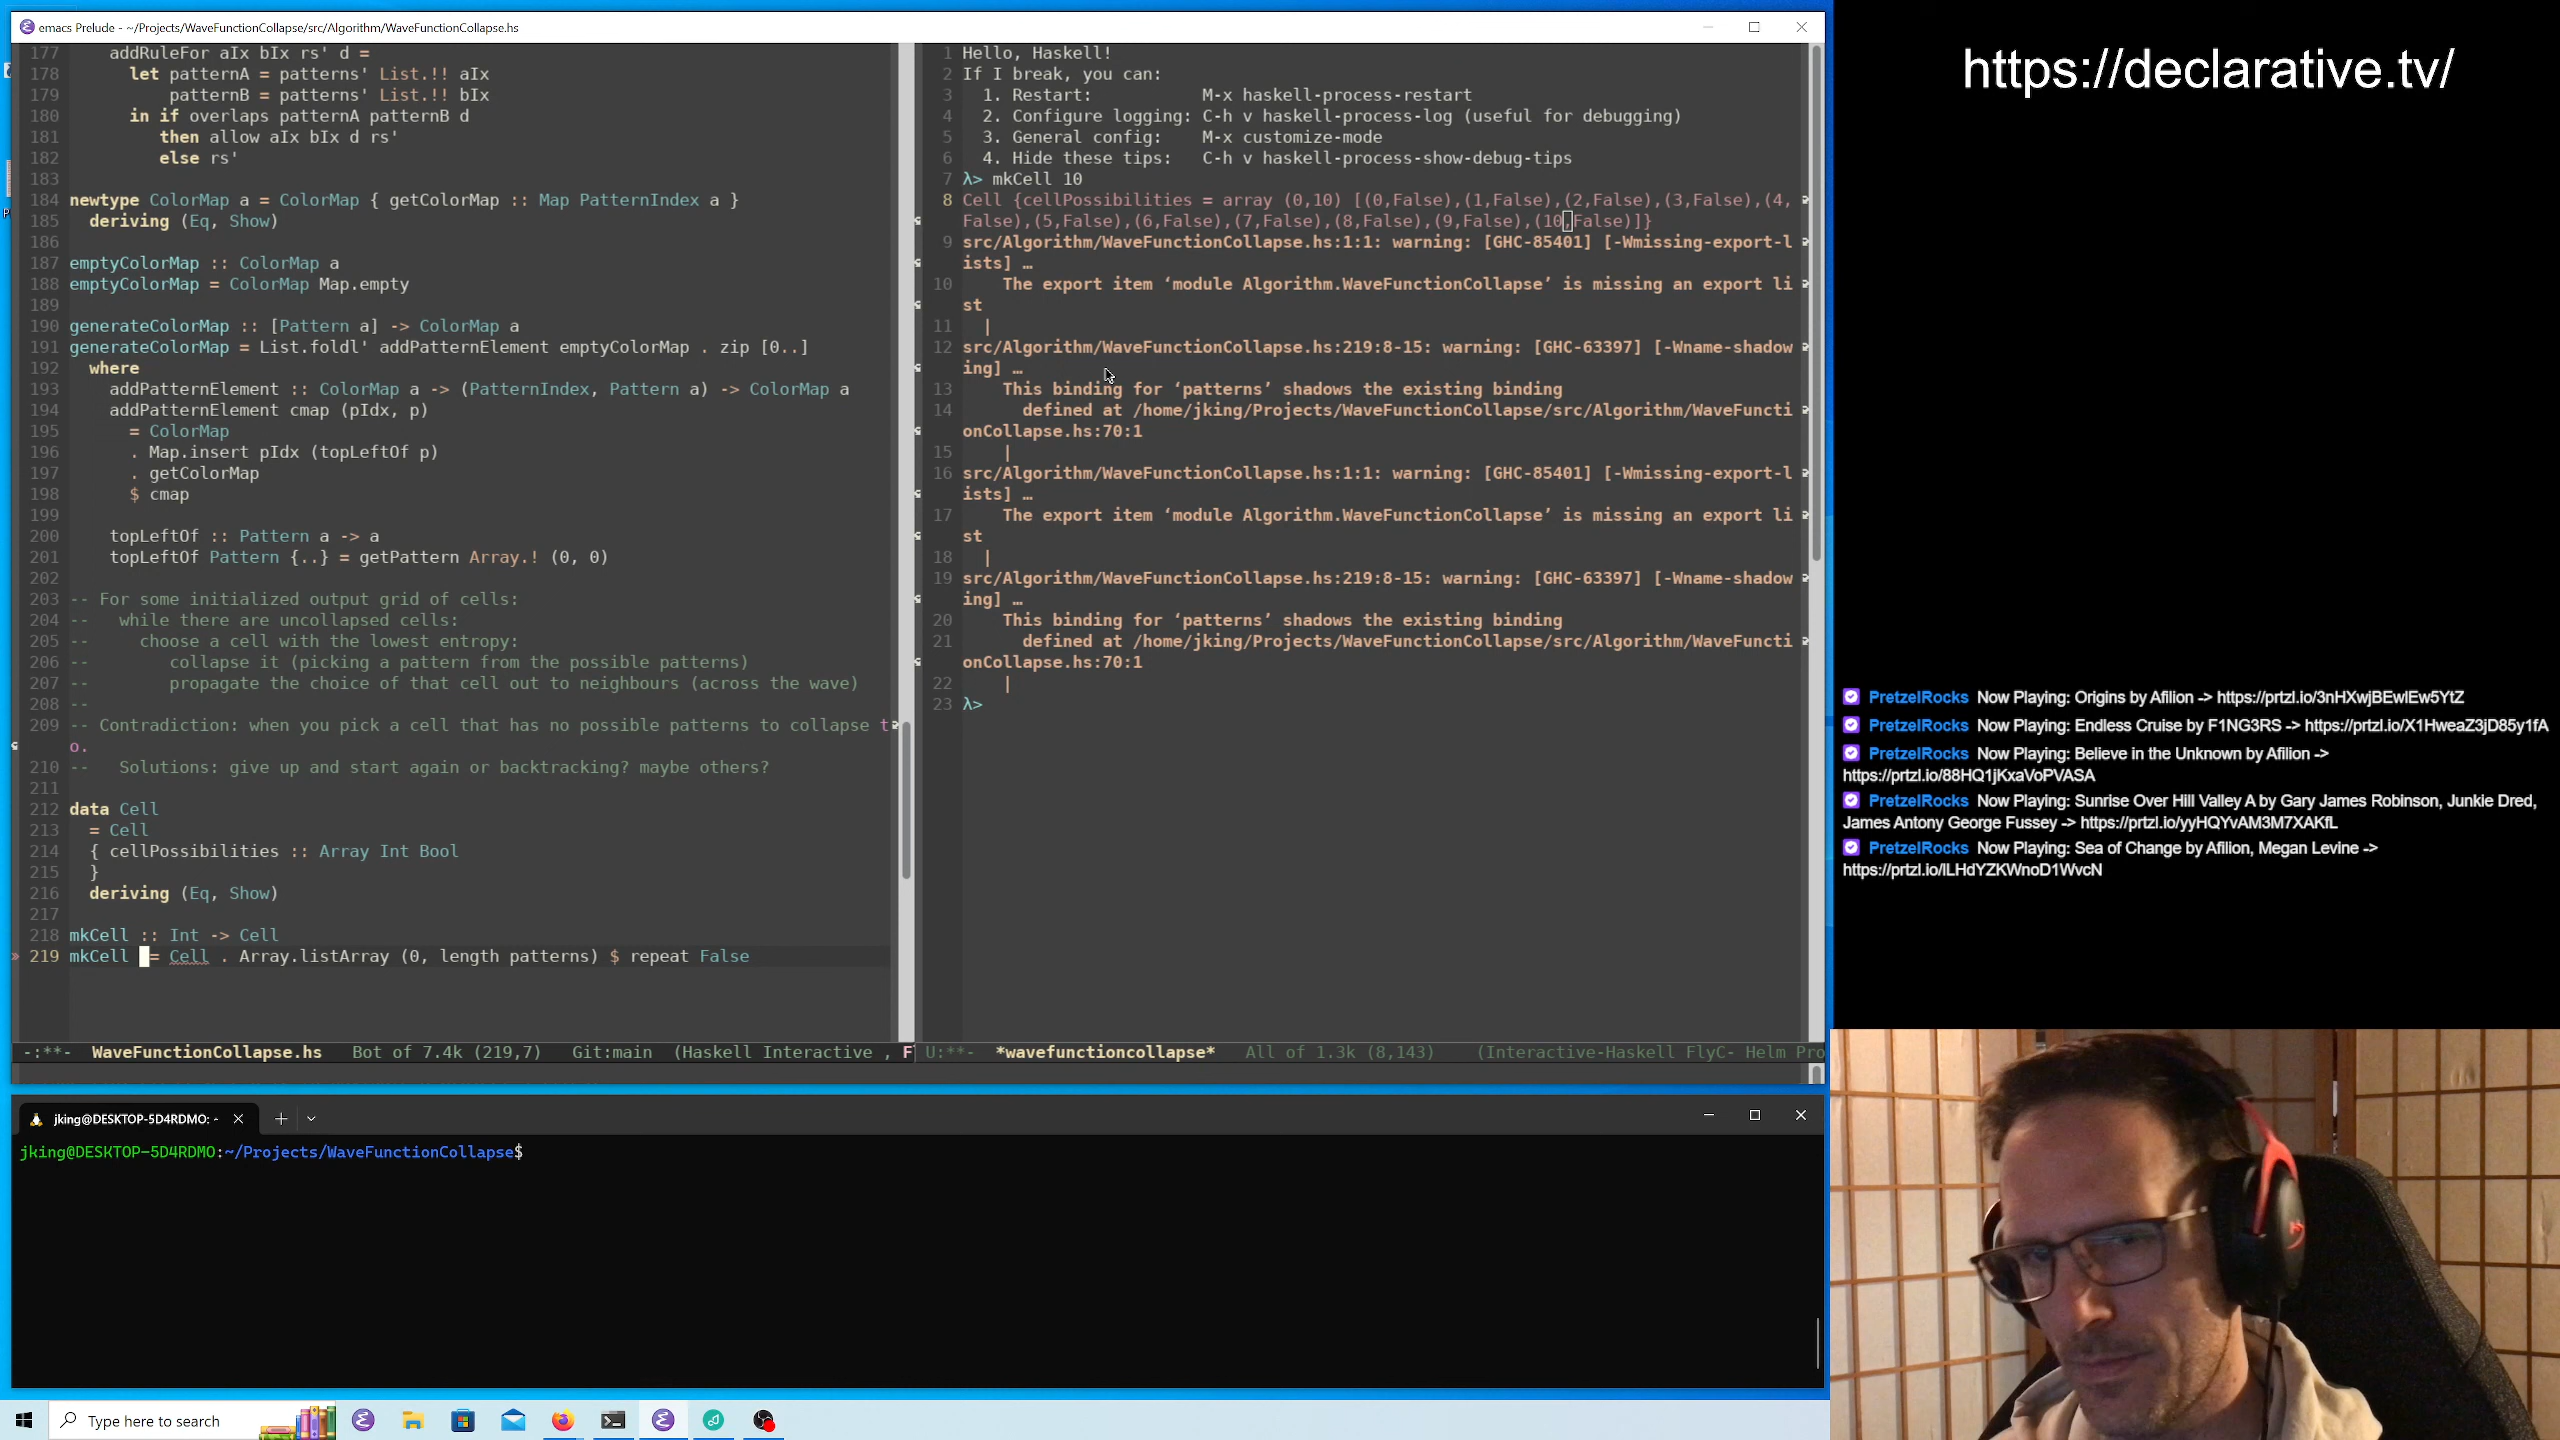 emacs Prelude - ~/Projects/WaveFunctionCollapse/src/Algorithm/WaveFunctionCollapse.hs
177     addRuleFor aIx bIx rs' d =
178       let patternA = patterns' List.!! aIx
179           patternB = patterns' List.!! bIx
180       in if overlaps patternA patternB d
181          then allow aIx bIx d rs'
182          else rs'
183
184 newtype ColorMap a = ColorMap { getColorMap :: Map PatternIndex a }
185   deriving (Eq, Show)
186
187 emptyColorMap :: ColorMap a
188 emptyColorMap = ColorMap Map.empty
189
190 generateColorMap :: [Pattern a] -> ColorMap a
191 generateColorMap = List.foldl' addPatternElement emptyColorMap . zip [0..]
192   where
193     addPatternElement :: ColorMap a -> (PatternIndex, Pattern a) -> ColorMap a
194     addPatternElement cmap (pIdx, p)
195       = ColorMap
196       . Map.insert pIdx (topLeftOf p)
197       . getColorMap
198       $ cmap
199
200     topLeftOf :: Pattern a -> a
201     topLeftOf Pattern {..} = getPattern Array.! (0, 0)
202
203 -- For some initialized output grid of cells:
204 --   while there are uncollapsed cells:
205 --     choose a cell with the lowest entropy:
206 --        collapse it (picking a pattern from the possible patterns)
207 --        propagate the choice of that cell out to neighbours (across the wave)
208 --
209 -- Contradiction: when you pick a cell that has no possible patterns to collapse t
o.
210 --   Solutions: give up and start again or backtracking? maybe others?
211
212 data Cell
213   = Cell
214   { cellPossibilities :: Array Int Bool
215   }
216   deriving (Eq, Show)
217
218 mkCell :: Int -> Cell
219 mkCell = Cell . Array.listArray (0, length patterns) $ repeat False
-:**-  WaveFunctionCollapse.hs   Bot of 7.4k (219,7)   Git:main  (Haskell Interactive , F
1 Hello, Haskell!
2 If I break, you can:
3   1. Restart:           M-x haskell-process-restart
4   2. Configure logging: C-h v haskell-process-log (useful for debugging)
5   3. General config:    M-x customize-mode
6   4. Hide these tips:   C-h v haskell-process-show-debug-tips
7 λ> mkCell 10
8 Cell {cellPossibilities = array (0,10) [(0,False),(1,False),(2,False),(3,False),(4,
False),(5,False),(6,False),(7,False),(8,False),(9,False),(10,False)]}
9 src/Algorithm/WaveFunctionCollapse.hs:1:1: warning: [GHC-85401] [-Wmissing-export-l
ists] …
10     The export item ‘module Algorithm.WaveFunctionCollapse’ is missing an export li
st
11   |
12 src/Algorithm/WaveFunctionCollapse.hs:219:8-15: warning: [GHC-63397] [-Wname-shadow
ing] …
13     This binding for ‘patterns’ shadows the existing binding
14       defined at /home/jking/Projects/WaveFunctionCollapse/src/Algorithm/WaveFuncti
onCollapse.hs:70:1
15     |
16 src/Algorithm/WaveFunctionCollapse.hs:1:1: warning: [GHC-85401] [-Wmissing-export-l
ists] …
17     The export item ‘module Algorithm.WaveFunctionCollapse’ is missing an export li
st
18   |
19 src/Algorithm/WaveFunctionCollapse.hs:219:8-15: warning: [GHC-63397] [-Wname-shadow
ing] …
20     This binding for ‘patterns’ shadows the existing binding
21       defined at /home/jking/Projects/WaveFunctionCollapse/src/Algorithm/WaveFuncti
onCollapse.hs:70:1
22     |
23 λ>
U:**-  *wavefunctioncollapse*   All of 1.3k (8,143)   (Interactive-Haskell FlyC- Helm Pro
https://declarative.tv/
PretzelRocks Now Playing: Origins by Afilion -> https://prtzl.io/3nHXwjBEwlEw5YtZ
PretzelRocks Now Playing: Endless Cruise by F1NG3RS -> https://prtzl.io/X1HweaZ3jD85y1fA
PretzelRocks Now Playing: Believe in the Unknown by Afilion ->
https://prtzl.io/88HQ1jKxaVoPVASA
PretzelRocks Now Playing: Sunrise Over Hill Valley A by Gary James Robinson, Junkie Dred,
James Antony George Fussey -> https://prtzl.io/yyHQYvAM3M7XAKfL
PretzelRocks Now Playing: Sea of Change by Afilion, Megan Levine ->
https://prtzl.io/lLHdYZKWnoD1WvcN
jking@DESKTOP-5D4RDMO: ~
jking@DESKTOP-5D4RDMO:~/Projects/WaveFunctionCollapse$
Type here to search